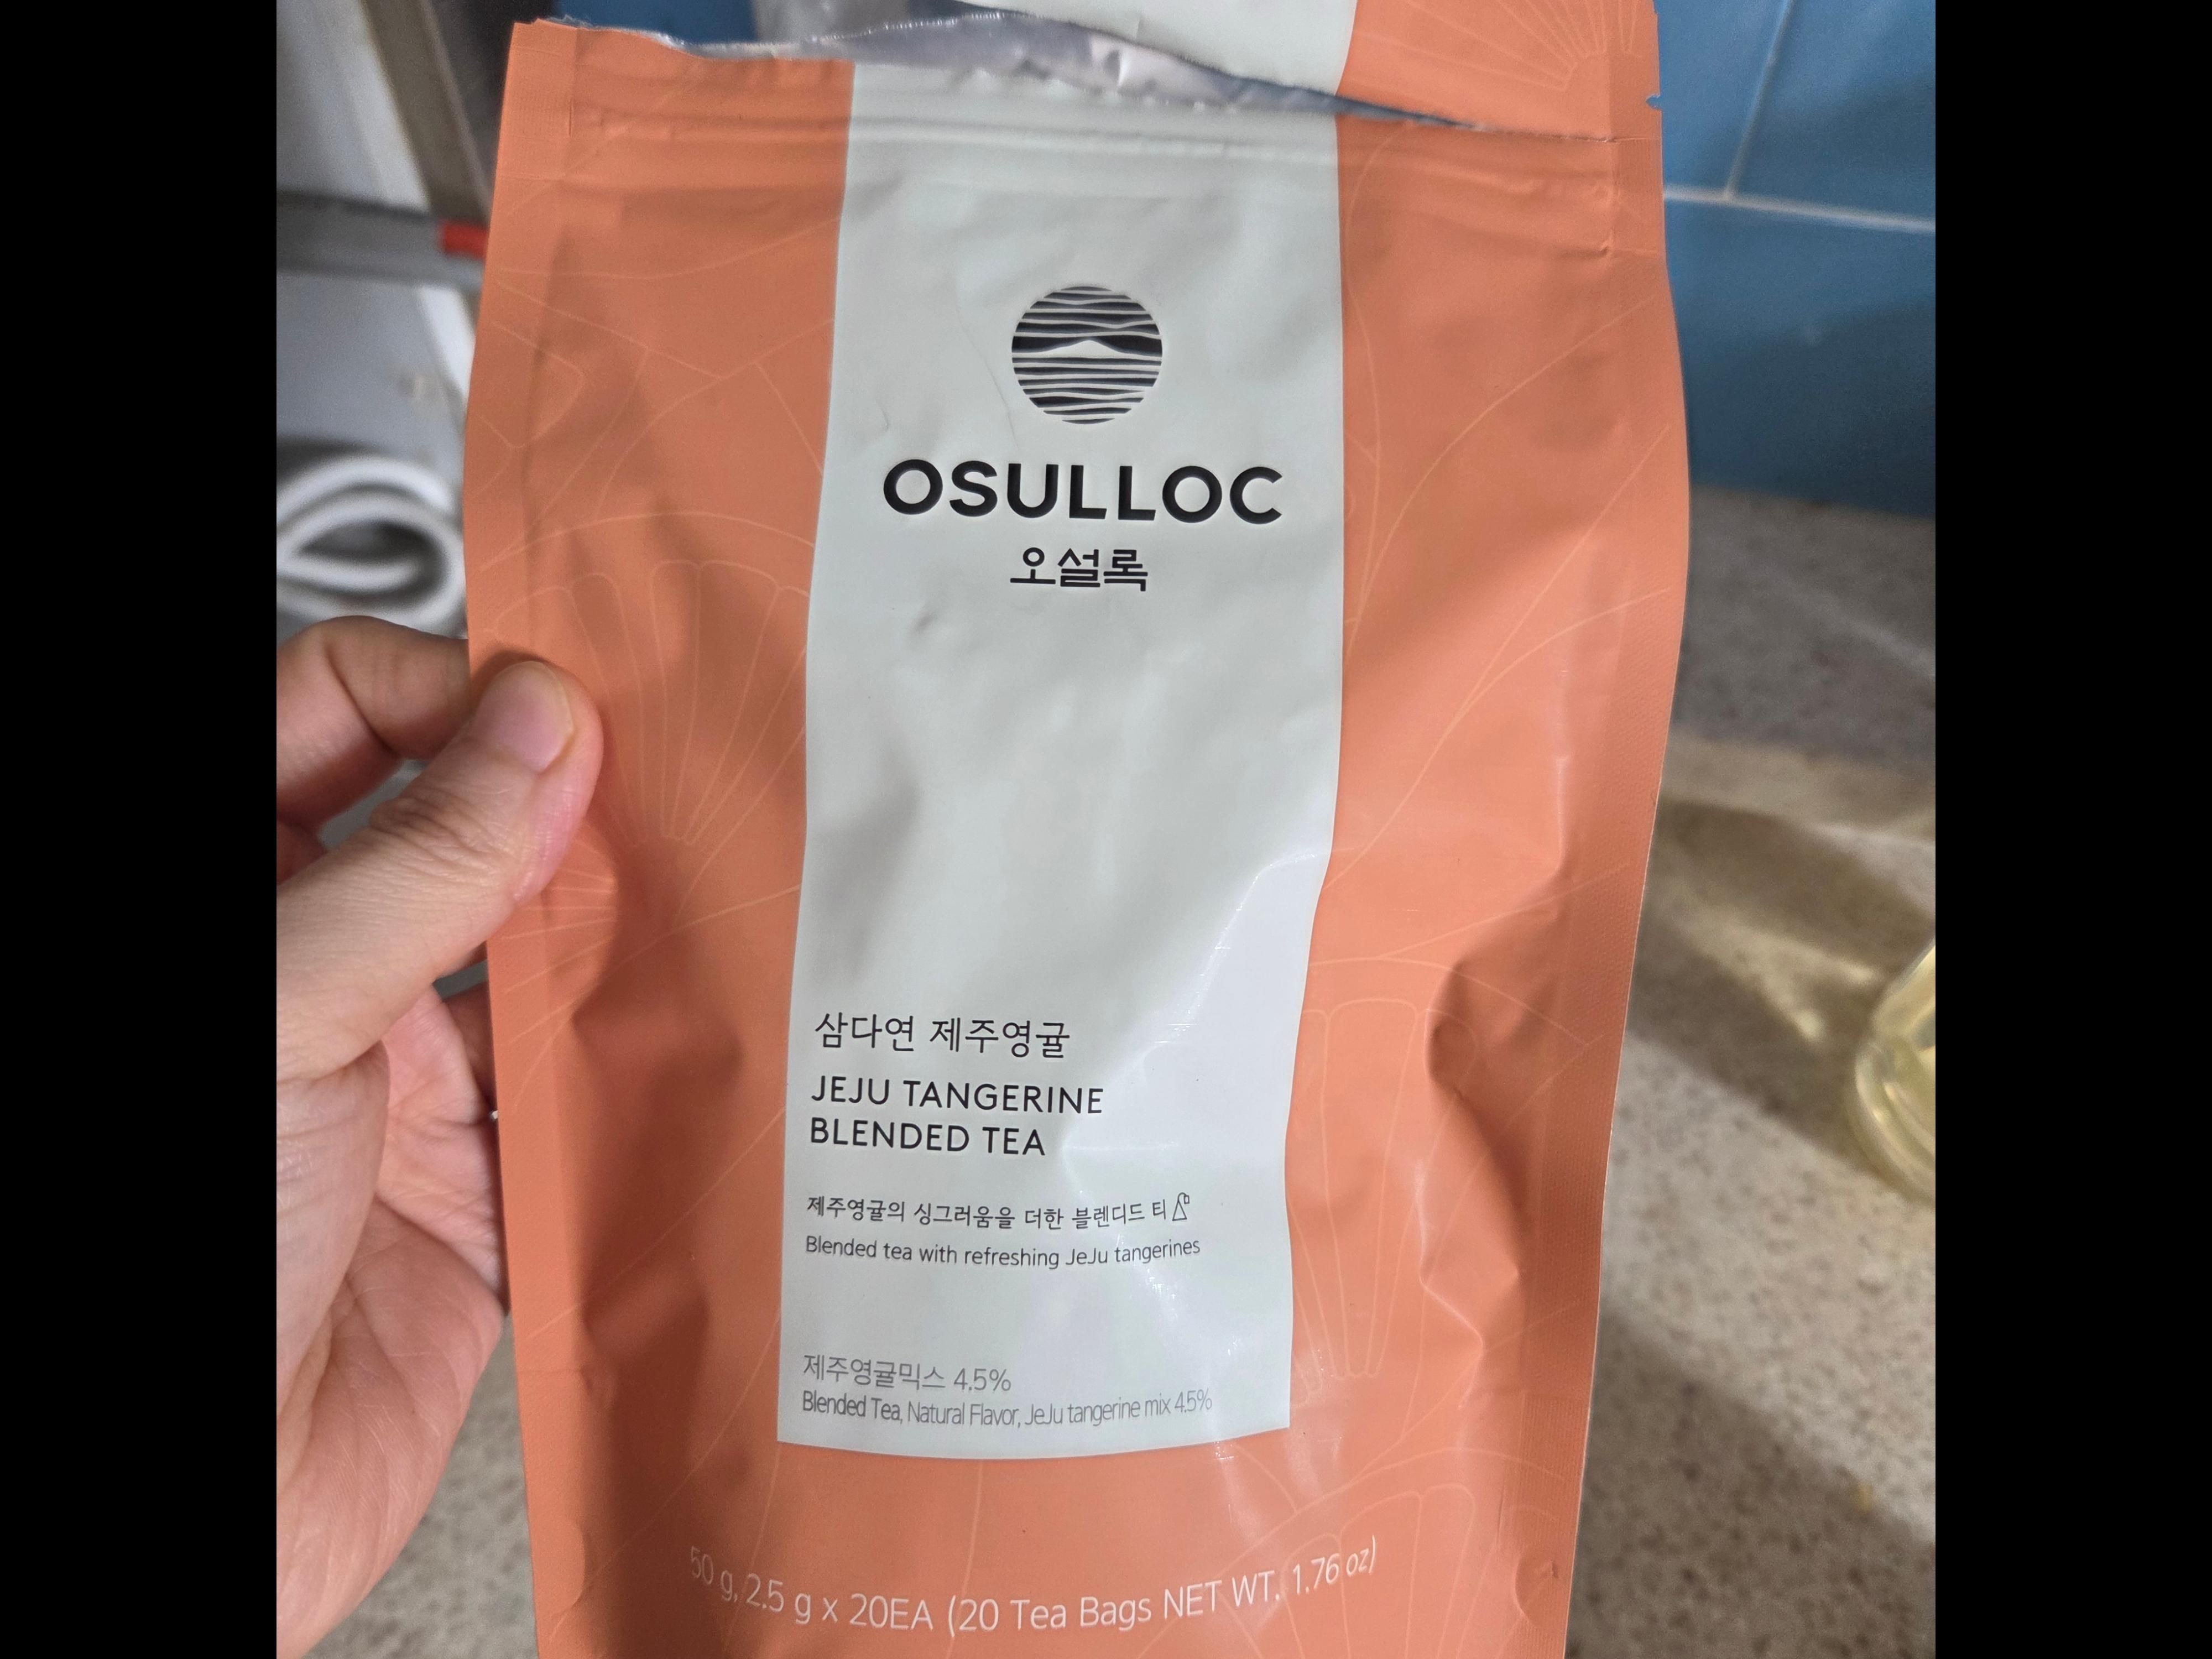 OSULLOC
오설록
삼다연 제주영귤
JEJU TANGERINE
BLENDED TEA
제주영귤의 싱그러움을 더한 블렌디드 티
Blended tea with refreshing JeJu tangerines
제주영귤믹스 4.5%
Blended Tea, Natural Flavor, JeJu tangerine mix 4.5%
50 g, 2.5 g x 20EA (20 Tea Bags NET WT. 1.76 oz)